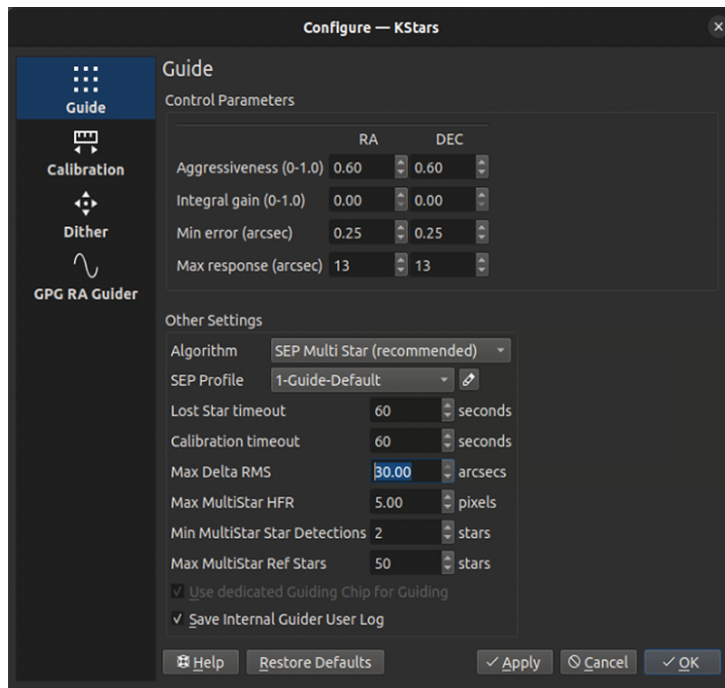 Configure — KStars
Guide
Calibration
Dither
GPG RA Guider
Guide
Control Parameters
RA DEC
Aggressiveness (0-1.0) 0.60 0.60
Integral gain (0-1.0) 0.00 0.00
Min error (arcsec) 0.25 0.25
Max response (arcsec) 13 13
Other Settings
Algorithm SEP Multi Star (recommended)
SEP Profile 1-Guide-Default
Lost Star timeout 60 seconds
Calibration timeout 60 seconds
Max Delta RMS 30.00 arcsecs
Max MultiStar HFR 5.00 pixels
Min MultiStar Star Detections 2 stars
Max MultiStar Ref Stars 50 stars
Use dedicated Guiding Chip for Guiding
Save Internal Guider User Log
Help Restore Defaults Apply Cancel OK